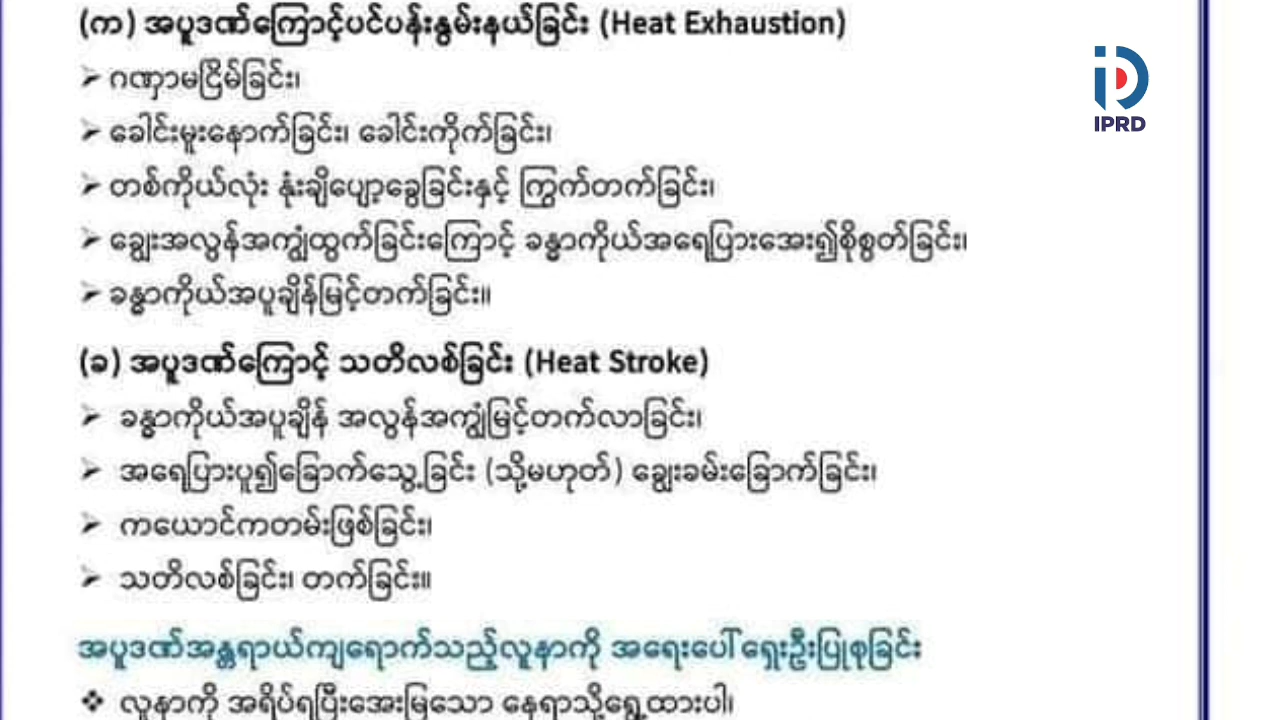 (က) အပူဒဏ်ကြောင့်ပင်ပန်းနွမ်းနယ်ခြင်း (Heat Exhaustion)
➢ ဂဏှာမငြိမ်ခြင်း၊
➢ ခေါင်းမူးနောက်ခြင်း၊ ခေါင်းကိုက်ခြင်း၊
➢ တစ်ကိုယ်လုံး နုံးချိပျော့ခွေခြင်းနှင့် ကြွက်တက်ခြင်း၊
➢ ချွေးအလွန်အကျွံထွက်ခြင်းကြောင့် ခန္ဓာကိုယ်အရေပြားအေး၍စိုစွတ်ခြင်း၊
➢ ခန္ဓာကိုယ်အပူချိန်မြင့်တက်ခြင်း။
(ခ) အပူဒဏ်ကြောင့် သတိလစ်ခြင်း (Heat Stroke)
➢ ခန္ဓာကိုယ်အပူချိန် အလွန်အကျွံမြင့်တက်လာခြင်း၊
➢ အရေပြားပူ၍ခြောက်သွေ့ခြင်း (သို့မဟုတ်) ချွေးခမ်းခြောက်ခြင်း၊
➢ ကယောင်ကတမ်းဖြစ်ခြင်း၊
➢ သတိလစ်ခြင်း၊ တက်ခြင်း။
အပူဒဏ်အန္တရာယ်ကျရောက်သည့်လူနာကို အရေးပေါ်ရှေးဦးပြုစုခြင်း
❖ လူနာကို အရိပ်ရပြီးအေးမြသော နေရာသို့ရွှေ့ထားပါ၊
IPRD